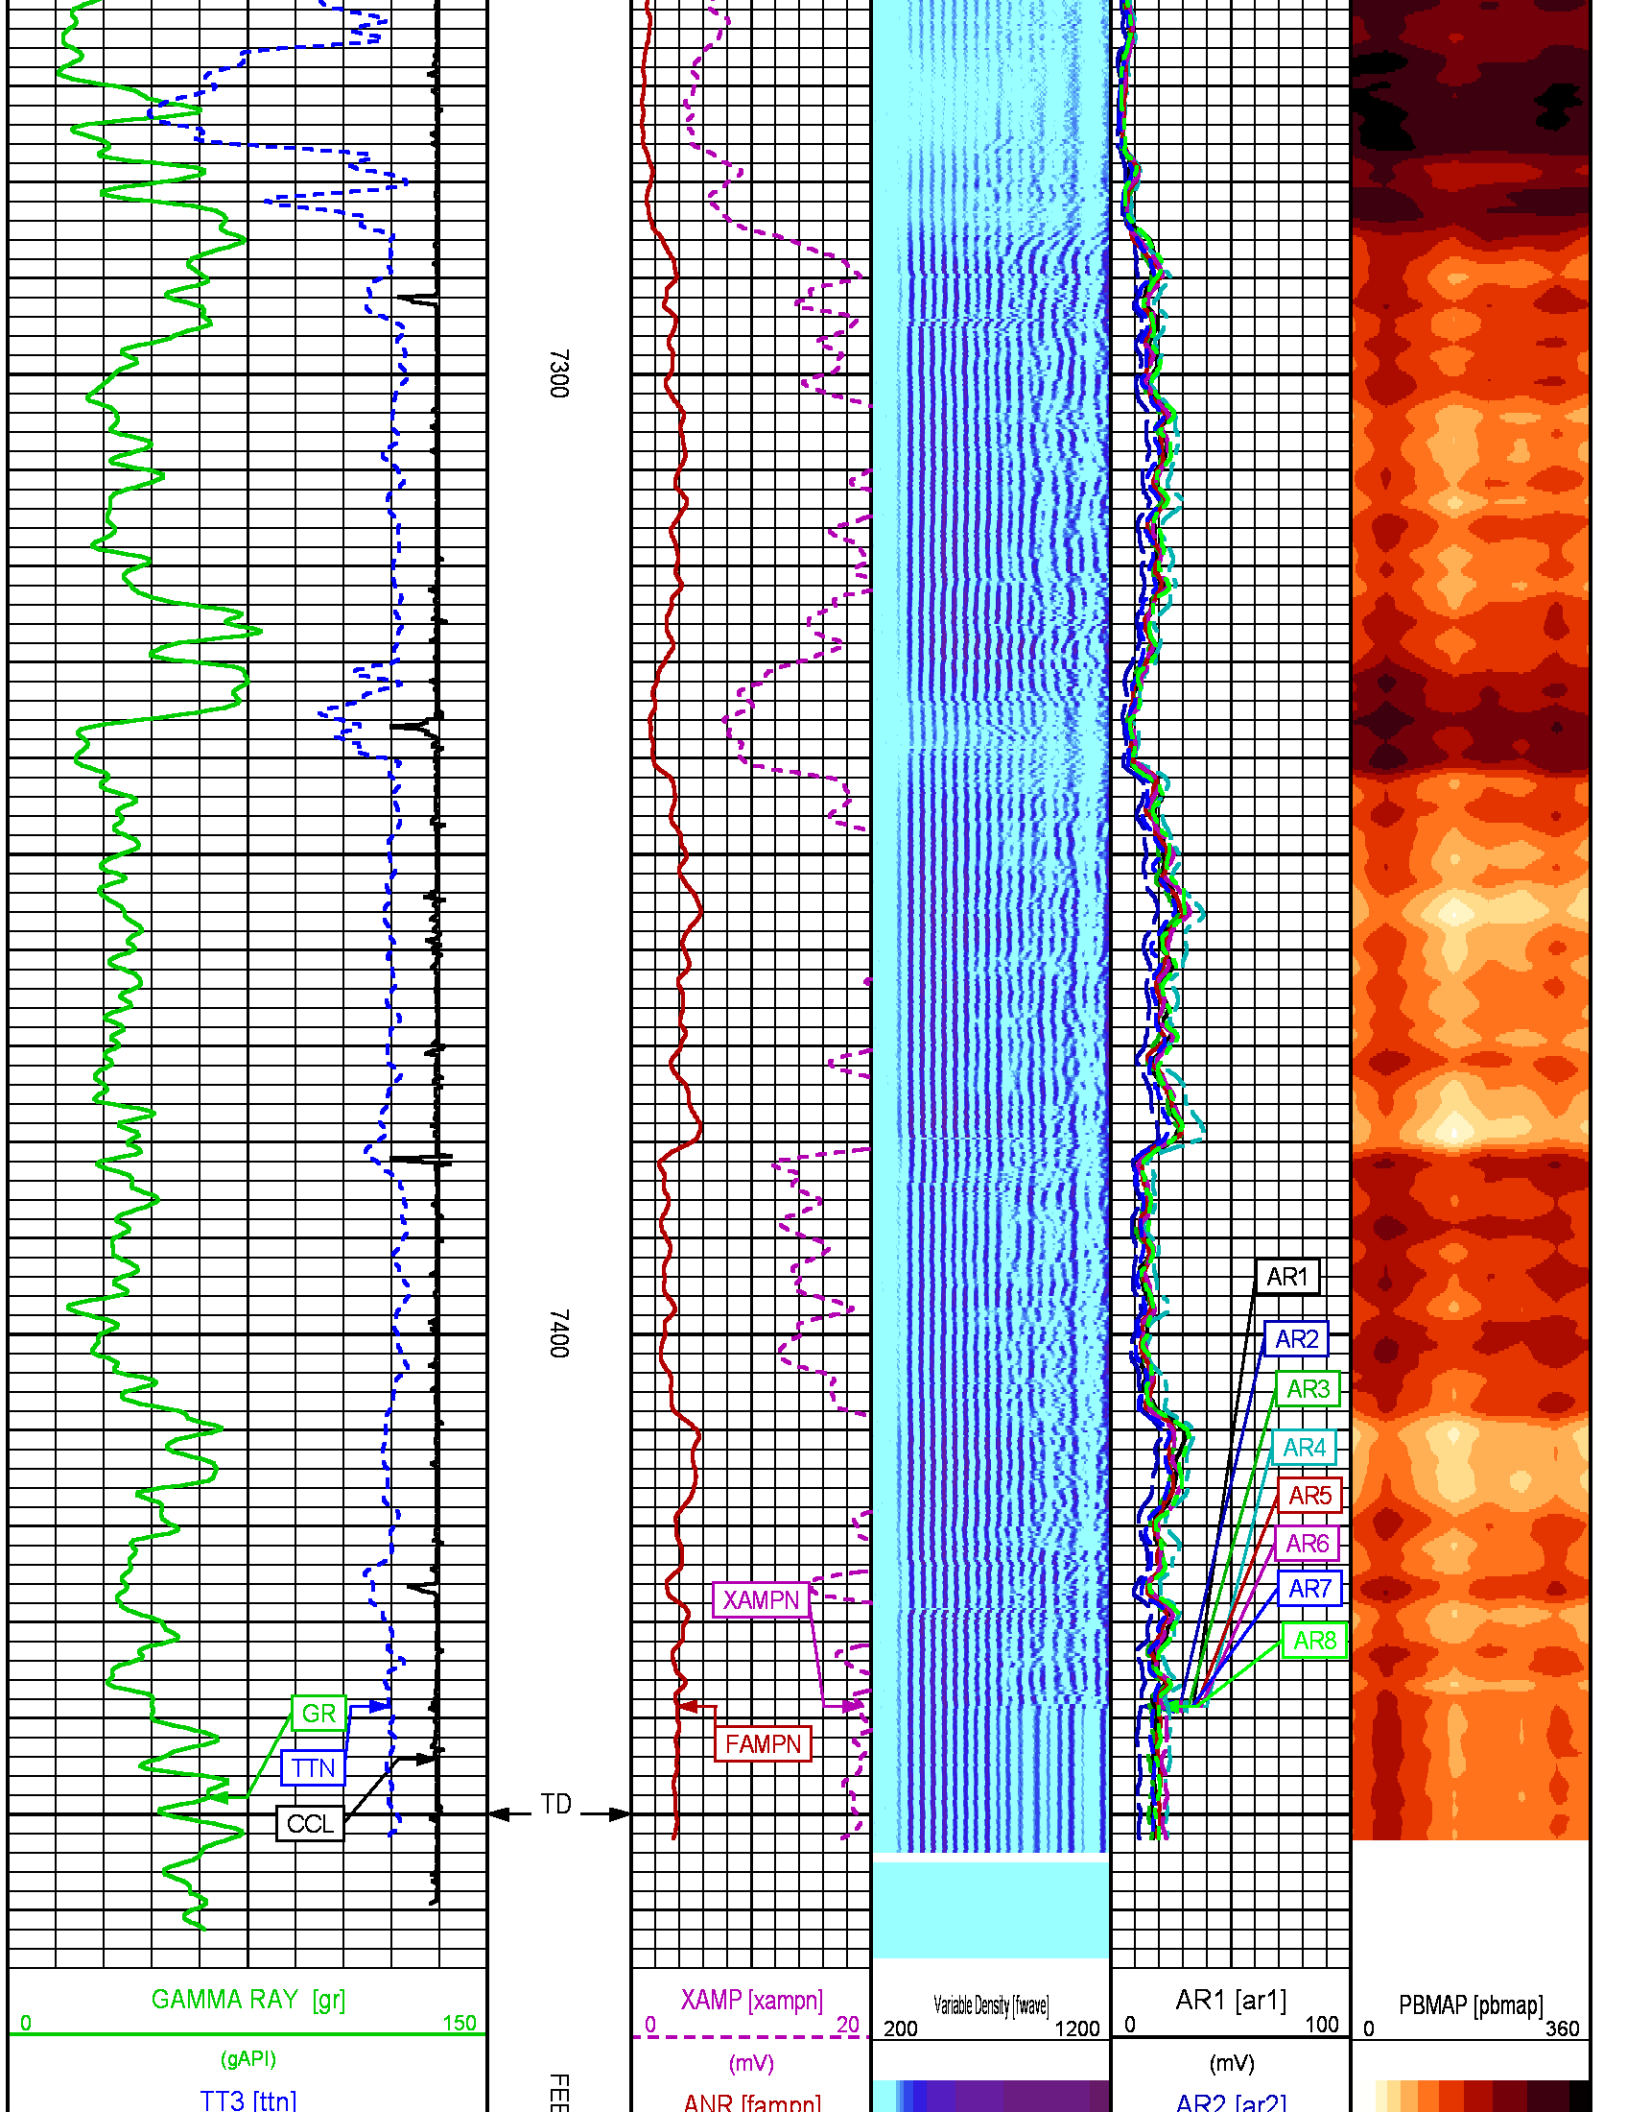 7300
7400
AR1
AR2
AR3
AR4
AR5
AR6
AR7
AR8
XAMPN
FAMPN
GR
TTN
CCL
TD
GAMMA RAY [gr]
0 150
(gAPI)
TT3 [ttn]
FEE
XAMP [xampn]
0 20
(mV)
ANR [fampn]
Variable Density [fwave]
200 1200
AR1 [ar1]
0 100
(mV)
AR2 [ar2]
PBMAP [pbmap]
0 360